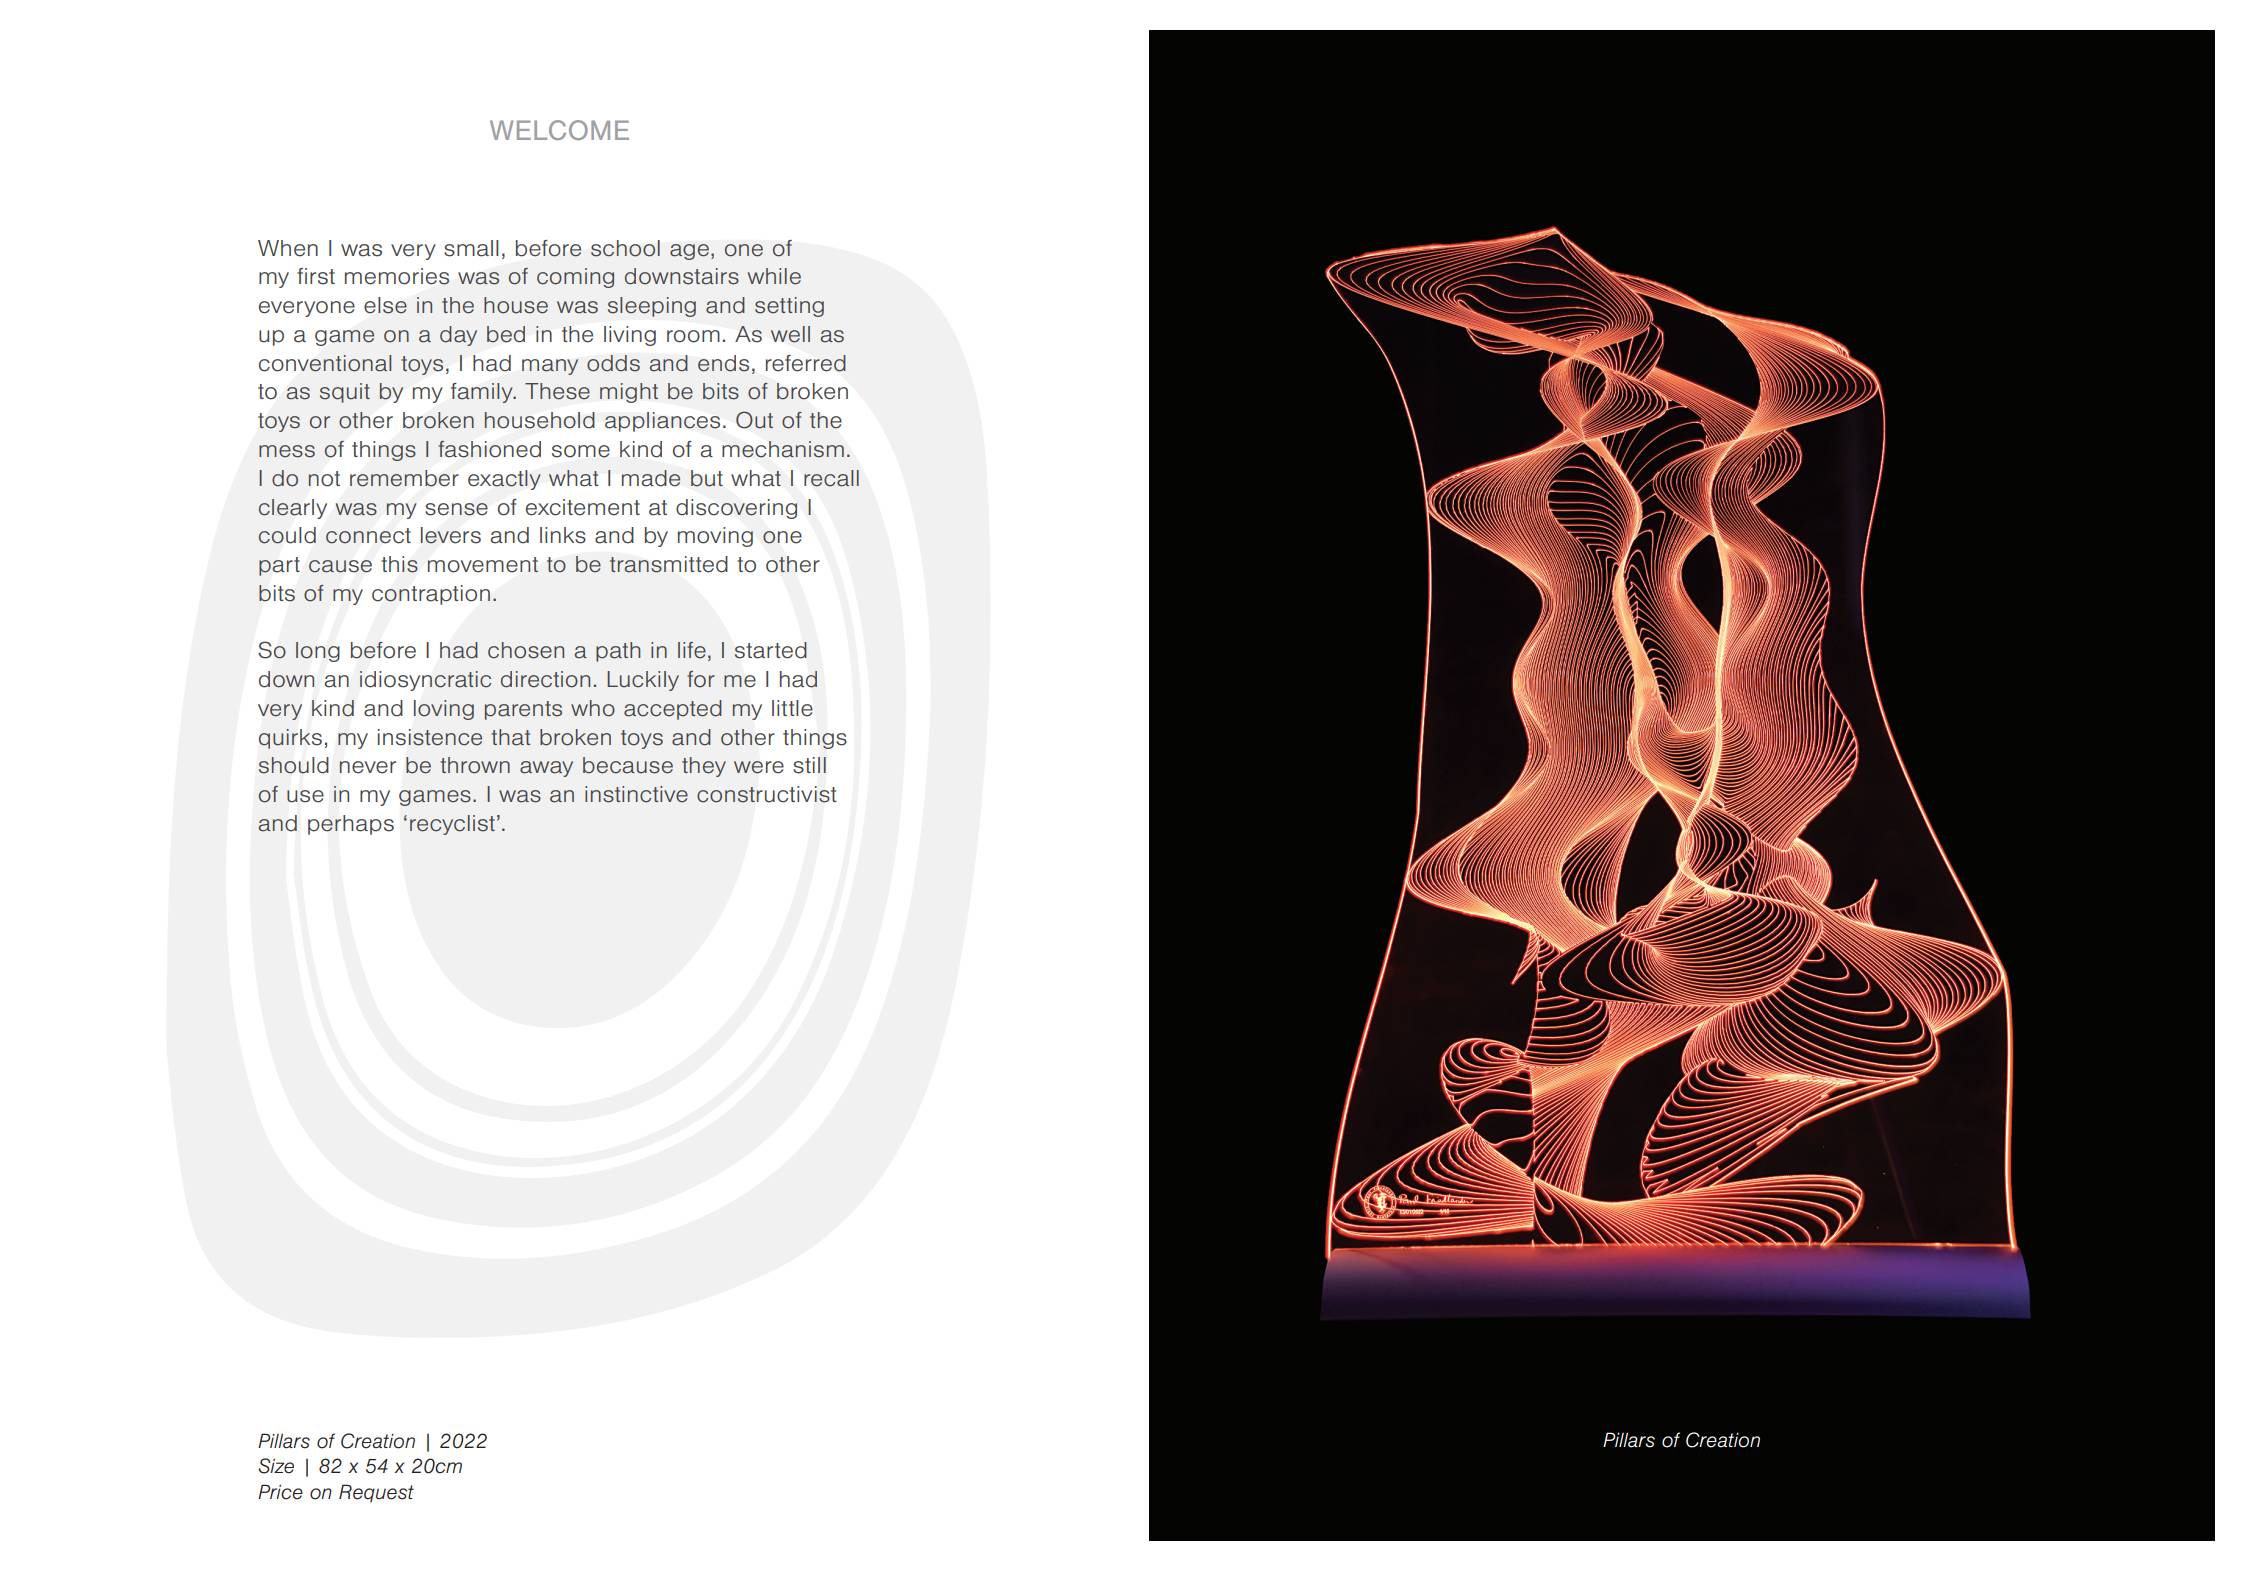 WELCOME
When I was very small, before school age, one of
my first memories was of coming downstairs while
everyone else in the house was sleeping and setting
up a game on a day bed in the living room. As well as
conventional toys, I had many odds and ends, referred
to as squit by my family. These might be bits of broken
toys or other broken household appliances. Out of the
mess of things I fashioned some kind of a mechanism.
I do not remember exactly what I made but what I recall
clearly was my sense of excitement at discovering I
could connect levers and links and by moving one
part cause this movement to be transmitted to other
bits of my contraption.
So long before I had chosen a path in life, I started
down an idiosyncratic direction. Luckily for me I had
very kind and loving parents who accepted my little
quirks, my insistence that broken toys and other things
should never be thrown away because they were still
of use in my games. I was an instinctive constructivist
and perhaps ‘recyclist’.
Pillars of Creation | 2022
Size | 82 x 54 x 20cm
Price on Request
Paul Friedlander
Pillars of Creation